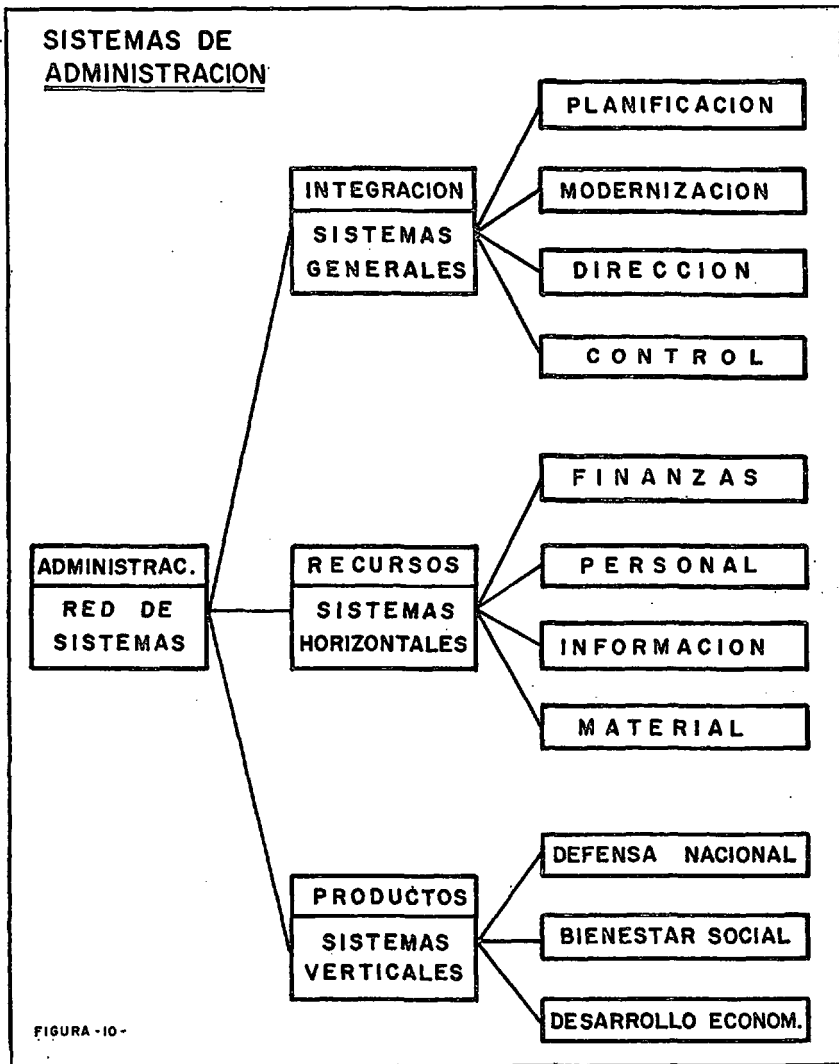 SISTEMAS DE
ADMINISTRACION
PLANIFICACION
INTEGRACION
SISTEMAS
GENERALES
MODERNIZACION
DIRECCION
CONTROL
FINANZAS
ADMINISTRAC.
RED DE
SISTEMAS
RECURSOS
SISTEMAS
HORIZONTALES
PERSONAL
INFORMACION
MATERIAL
DEFENSA NACIONAL
PRODUCTOS
SISTEMAS
VERTICALES
BIENESTAR SOCIAL
DESARROLLO ECONOM.
FIGURA -10-